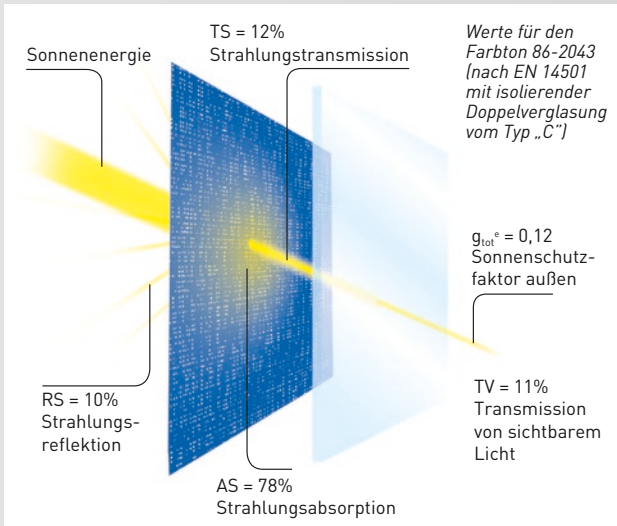 Sonnenenergie
TS = 12%
Strahlungstransmission
Werte für den
Farbton 86-2043
(nach EN 14501
mit isolierender
Doppelverglasung
vom Typ „C”)
gtotᵉ = 0,12
Sonnenschutz-
faktor außen
RS = 10%
Strahlungs-
reflektion
TV = 11%
Transmission
von sichtbarem
Licht
AS = 78%
Strahlungsabsorption